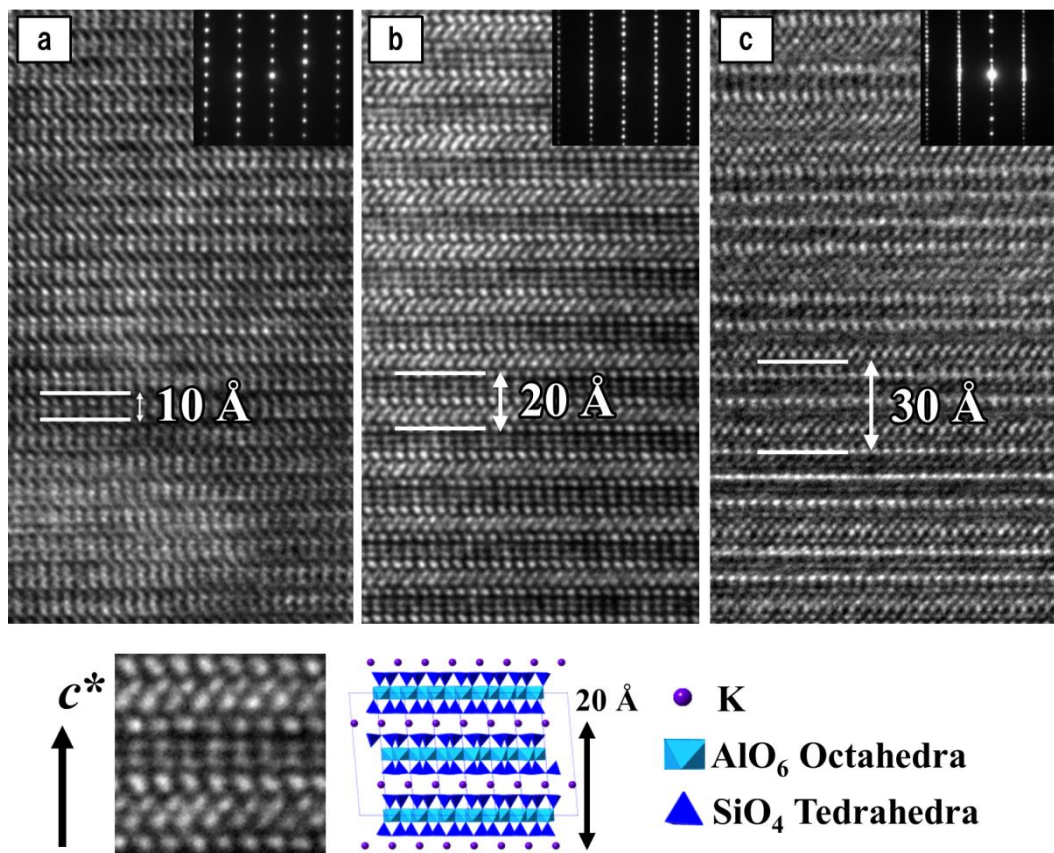 a
b
c
10 Å
20 Å
30 Å
c*
20 Å
K
AlO₆ Octahedra
SiO₄ Tedrahedra